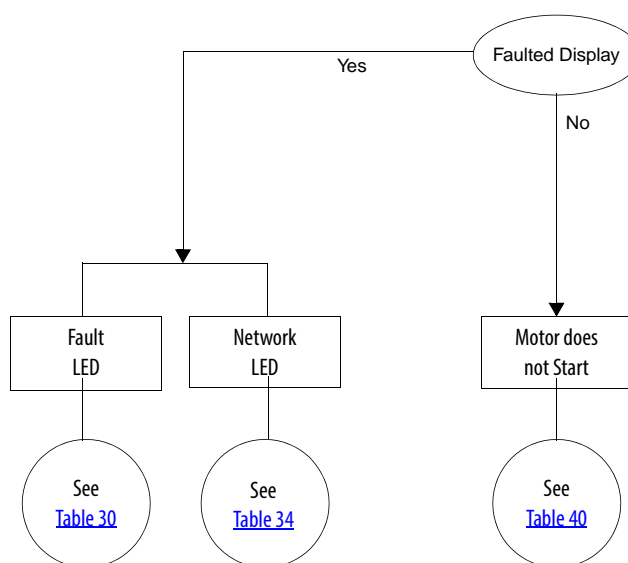 Faulted Display
Yes
No
Fault
LED
Network
LED
Motor does
not Start
See
Table 30
See
Table 34
See
Table 40